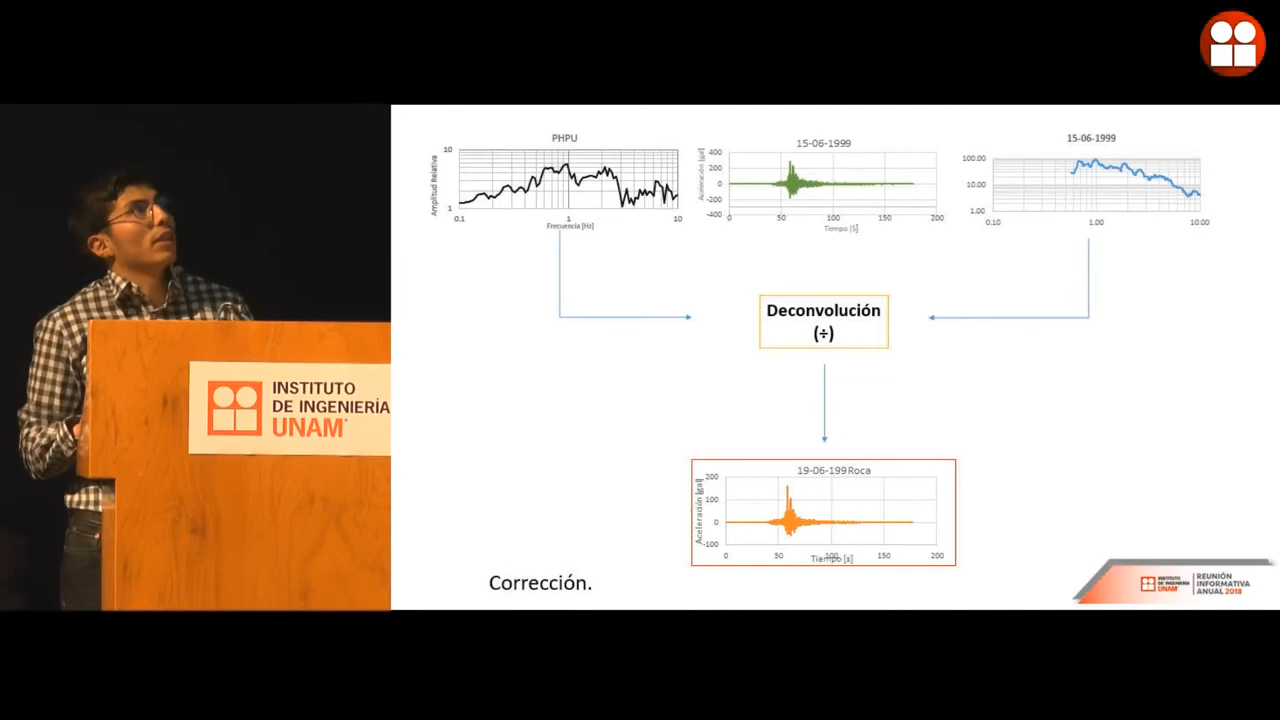 PHPU
10
1
Amplitud Relative
0.1
1
10
Frecuencia [Hz]
15-06-1999
400
200
0
-200
-400
Aceleración [gal]
0
50
100
150
200
Tiempo [S]
15-06-1999
100.00
10.00
1.00
0.10
1.00
10.00
Deconvolución
(÷)
19-06-199 Roca
200
100
0
-100
Aceleración [gal]
0
50
100
150
200
Tiempo [s]
Corrección.
INSTITUTO
DE INGENIERÍA
UNAM
INSTITUTO
DE INGENIERÍA
UNAM
REUNIÓN
INFORMATIVA
ANUAL 2018